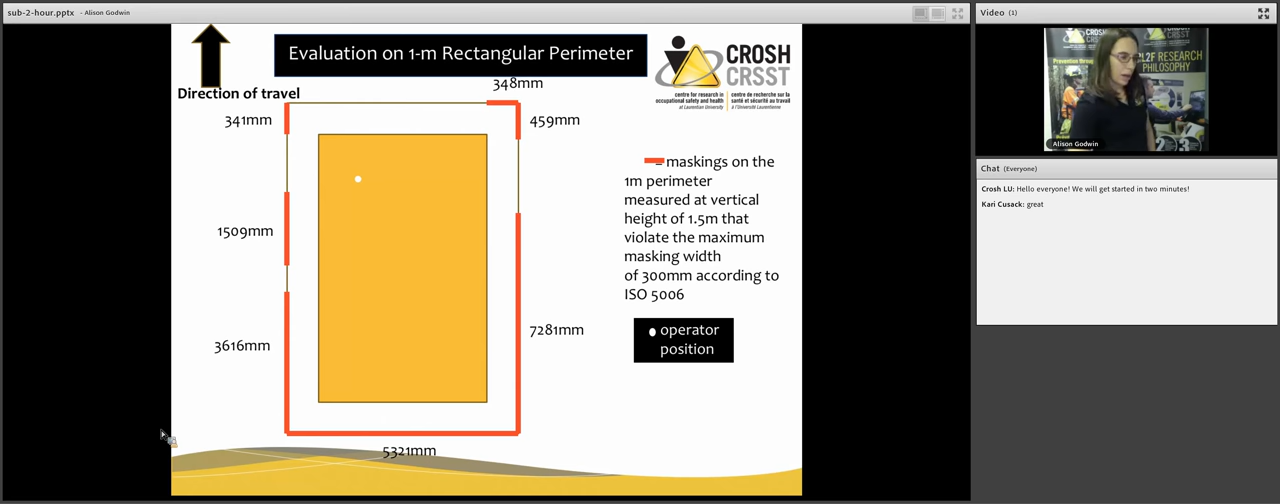 sub-2-hour.pptx - Alison Godwin
Evaluation on 1-m Rectangular Perimeter
CROSH
CRSST
centre for research in
occupational safety and health
at Laurentian University
centre de recherche sur la
santé et sécurité au travail
à l'Université Laurentienne
Direction of travel
348mm
341mm
459mm
1509mm
3616mm
7281mm
5321mm
= maskings on the
1m perimeter
measured at vertical
height of 1.5m that
violate the maximum
masking width
of 300mm according to
ISO 5006
operator
position
Video (1)
CROSH
RESEARCH
PHILOSOPHY
Alison Godwin
Chat (Everyone)
Crosh LU: Hello everyone! We will get started in two minutes!
Kari Cusack: great